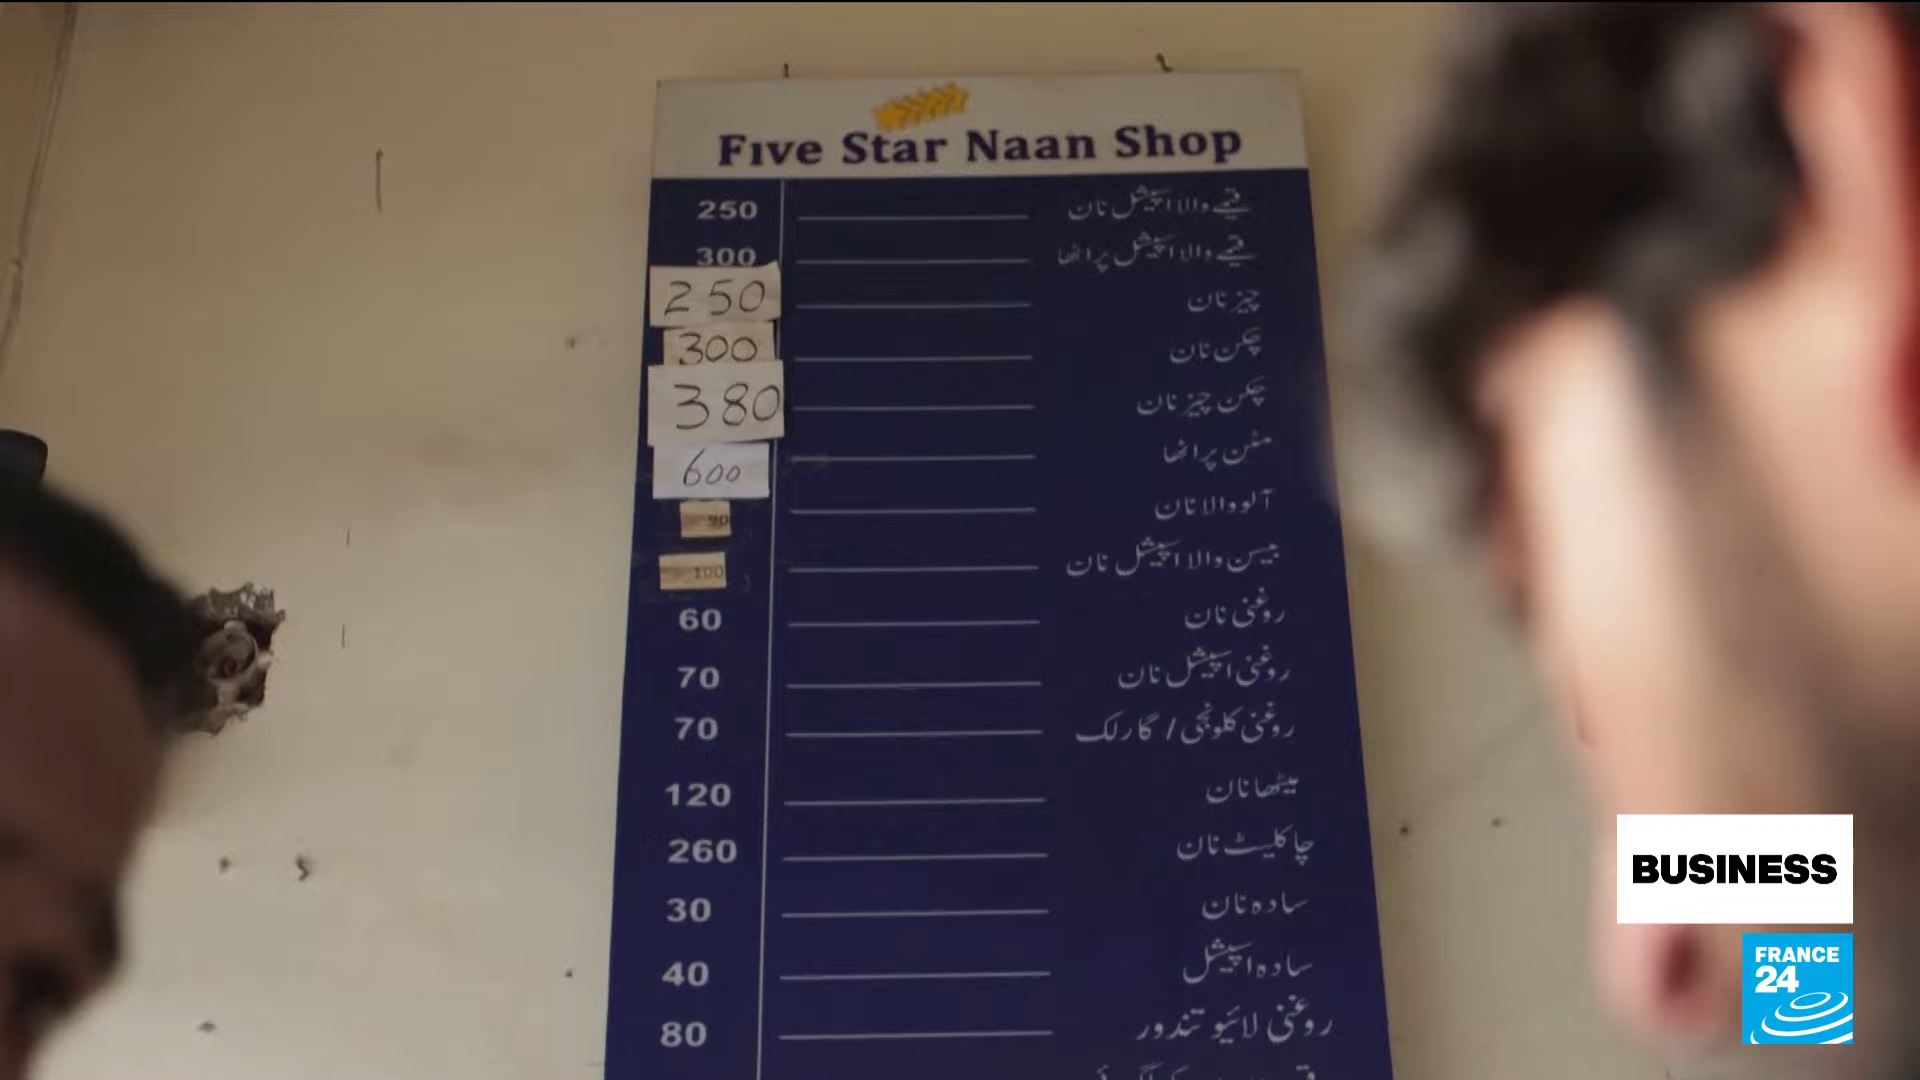 Five Star Naan Shop
قیمے والا اسپیشل نان 250
قیمے والا اسپیشل پراٹھا 300
چیز نان 250
چکن نان 300
چکن چیز نان 380
مٹن پراٹھا 600
آلو والا نان 90
بیسن والا اسپیشل نان 100
روغنی نان 60
روغنی اسپیشل نان 70
روغنی کلونجی / گارلک 70
میٹھا نان 120
چاکلیٹ نان 260
سادہ نان 30
سادہ اسپیشل 40
روغنی لائیو تندور 80
BUSINESS
FRANCE
24